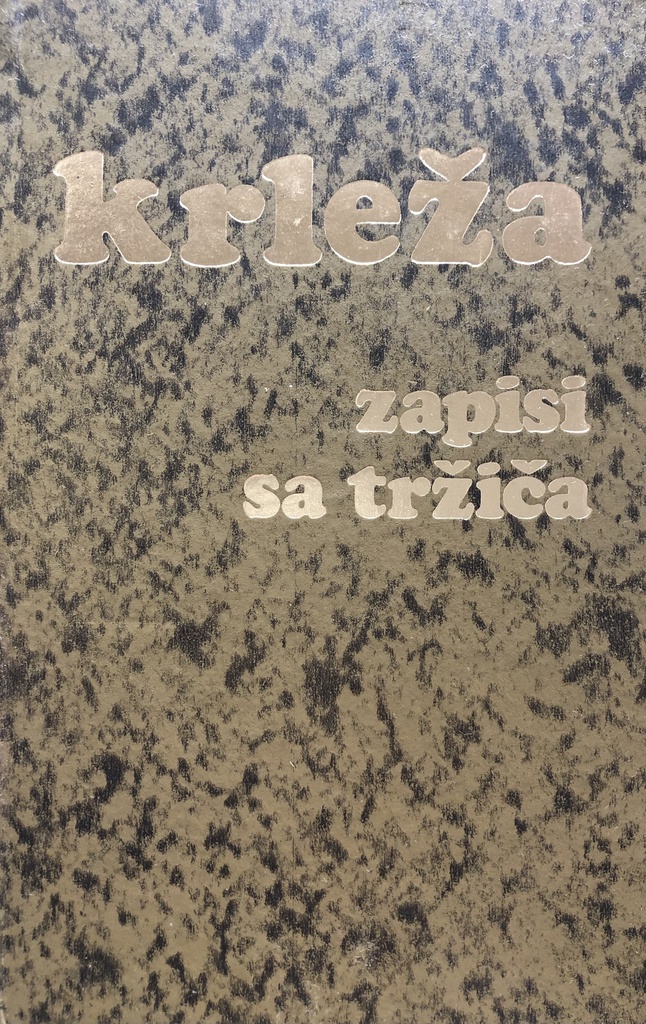 krleža
zapisi
sa tržiča